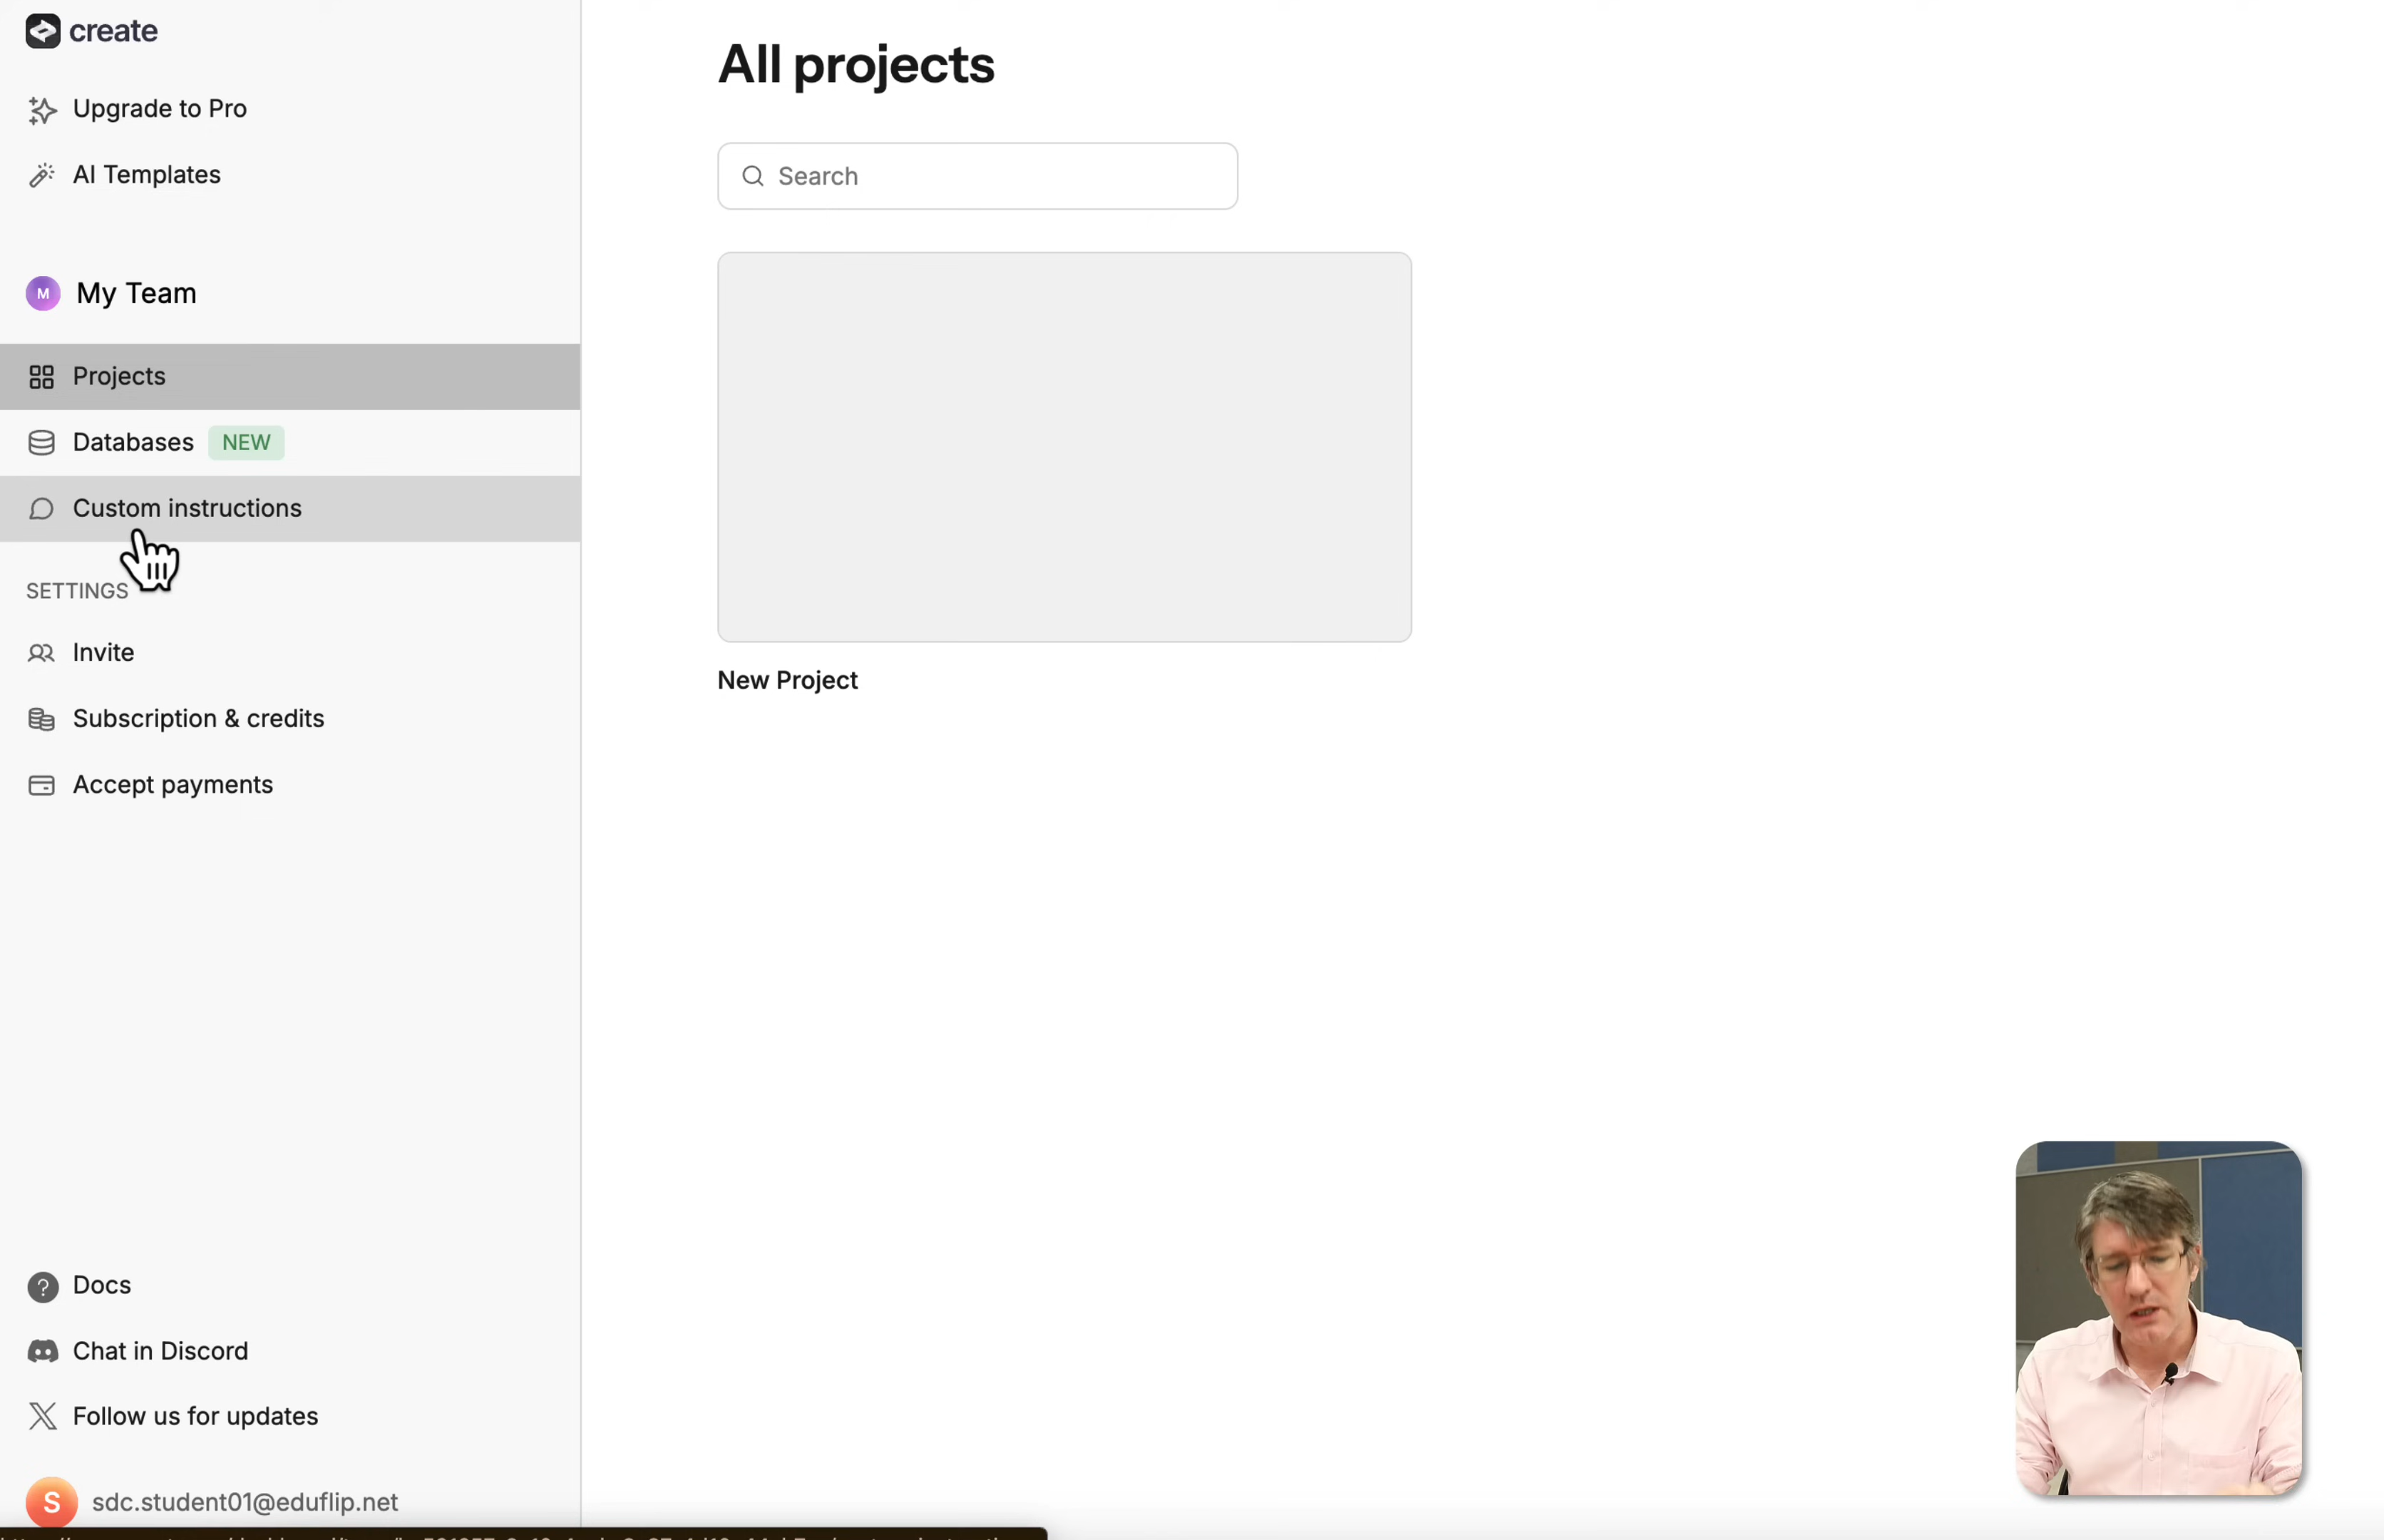 create
Upgrade to Pro
AI Templates
M
My Team
Projects
Databases NEW
Custom instructions
SETTINGS
Invite
Subscription & credits
Accept payments
? Docs
Chat in Discord
Follow us for updates
S
sdc.student01@eduflip.net
All projects
Search
New Project